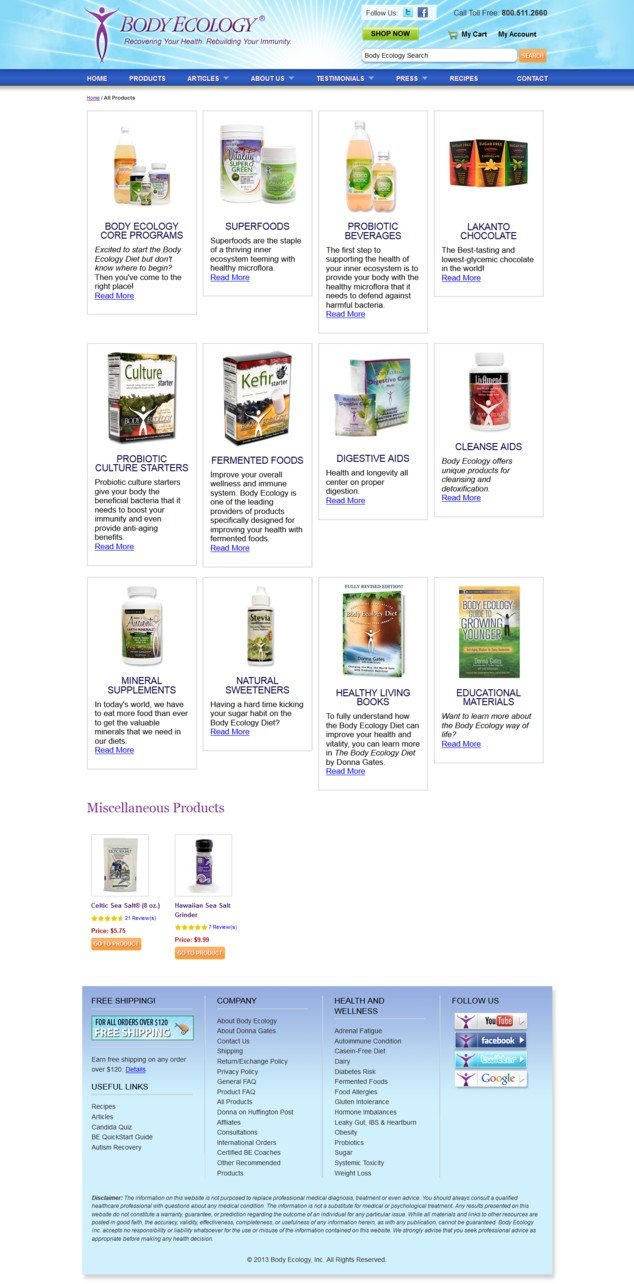 BODY ECOLOGY®
Recovering Your Health. Rebuilding Your Immunity.
Follow Us:
Call Toll Free: 800.511.2660
SHOP NOW
My Cart
My Account
Body Ecology Search
SEARCH
HOME
PRODUCTS
ARTICLES
ABOUT US
TESTIMONIALS
PRESS
RECIPES
CONTACT
Home / All Products
BODY ECOLOGY
CORE PROGRAMS
Excited to start the Body
Ecology Diet but don't
know where to begin?
Then you've come to the
right place!
Read More
SUPERFOODS
Superfoods are the staple
of a thriving inner
ecosystem teeming with
healthy microflora.
Read More
PROBIOTIC
BEVERAGES
The first step to
supporting the health of
your inner ecosystem is to
provide your body with the
healthy microflora that it
needs to defend against
harmful bacteria.
Read More
LAKANTO
CHOCOLATE
The Best-tasting and
lowest-glycemic chocolate
in the world!
Read More
Culture
starter
BODY ECOLOGY
PROBIOTIC
CULTURE STARTERS
Probiotic culture starters
give your body the
beneficial bacteria that it
needs to boost your
immunity and even
provide anti-aging
benefits.
Read More
Kefir
starter
BODY ECOLOGY
FERMENTED FOODS
Improve your overall
wellness and immune
system. Body Ecology is
one of the leading
providers of products
specifically designed for
improving your health with
fermented foods.
Read More
Digestive Care
DIGESTIVE AIDS
Health and longevity all
center on proper
digestion.
Read More
LivAmend
CLEANSE AIDS
Body Ecology offers
unique products for
cleansing and
detoxification.
Read More
MINERAL
SUPPLEMENTS
In today's world, we have
to eat more food than ever
to get the valuable
minerals that we need in
our diets.
Read More
Stevia
NATURAL
SWEETENERS
Having a hard time kicking
your sugar habit on the
Body Ecology Diet?
Read More
FULLY REVISED EDITION!
Body Ecology Diet
Donna Gates
HEALTHY LIVING
BOOKS
To fully understand how
the Body Ecology Diet can
improve your health and
vitality, you can learn more
in The Body Ecology Diet
by Donna Gates.
Read More
THE
BODY ECOLOGY
GUIDE TO
GROWING
YOUNGER
Donna Gates
EDUCATIONAL
MATERIALS
Want to learn more about
the Body Ecology way of
life?
Read More
Miscellaneous Products
Celtic Sea Salt® (8 oz.)
21 Review(s)
Price: $5.75
GO TO PRODUCT
Hawaiian Sea Salt
Grinder
7 Review(s)
Price: $9.99
GO TO PRODUCT
FREE SHIPPING!
FOR ALL ORDERS OVER $120
FREE SHIPPING
Earn free shipping on any order
over $120. Details
USEFUL LINKS
Recipes
Articles
Candida Quiz
BE QuickStart Guide
Autism Recovery
COMPANY
About Body Ecology
About Donna Gates
Contact Us
Shipping
Return/Exchange Policy
Privacy Policy
General FAQ
Product FAQ
All Products
Donna on Huffington Post
Affliates
Consultations
International Orders
Certified BE Coaches
Other Recommended
Products
HEALTH AND
WELLNESS
Adrenal Fatigue
Autoimmune Condition
Casein-Free Diet
Dairy
Diabetes Risk
Fermented Foods
Food Allergies
Gluten Intolerance
Hormone Imbalances
Leaky Gut, IBS & Heartburn
Obesity
Probiotics
Sugar
Systemic Toxicity
Weight Loss
FOLLOW US
YouTube
facebook
twitter
Google
Disclaimer: The information on this website is not purposed to replace professional medical diagnosis, treatment or even advice. You should always consult a qualified
healthcare professional with questions about any medical condition. The information is not a substitute for medical or psychological treatment. Any results presented on this
website do not constitute a warranty, guarantee, or prediction regarding the outcome of an individual for any particular issue. While all materials and links to other resources are
posted in good faith, the accuracy, validity, effectiveness, completeness, or usefulness of any information herein, as with any publication, cannot be guaranteed. Body Ecology
Inc. accepts no responsibility or liability whatsoever for the use or misuse of the information contained on this website. We strongly advise that you seek professional advice as
appropriate before making any health decision.
© 2013 Body Ecology, Inc. All Rights Reserved.